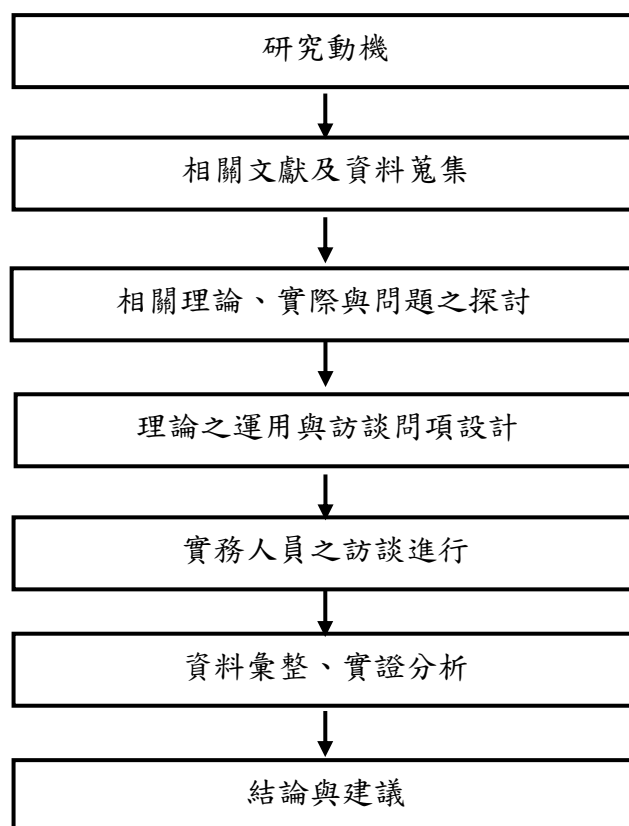 研究動機
相關文獻及資料蒐集
相關理論、實際與問題之探討
理論之運用與訪談問項設計
實務人員之訪談進行
資料彙整、實證分析
結論與建議